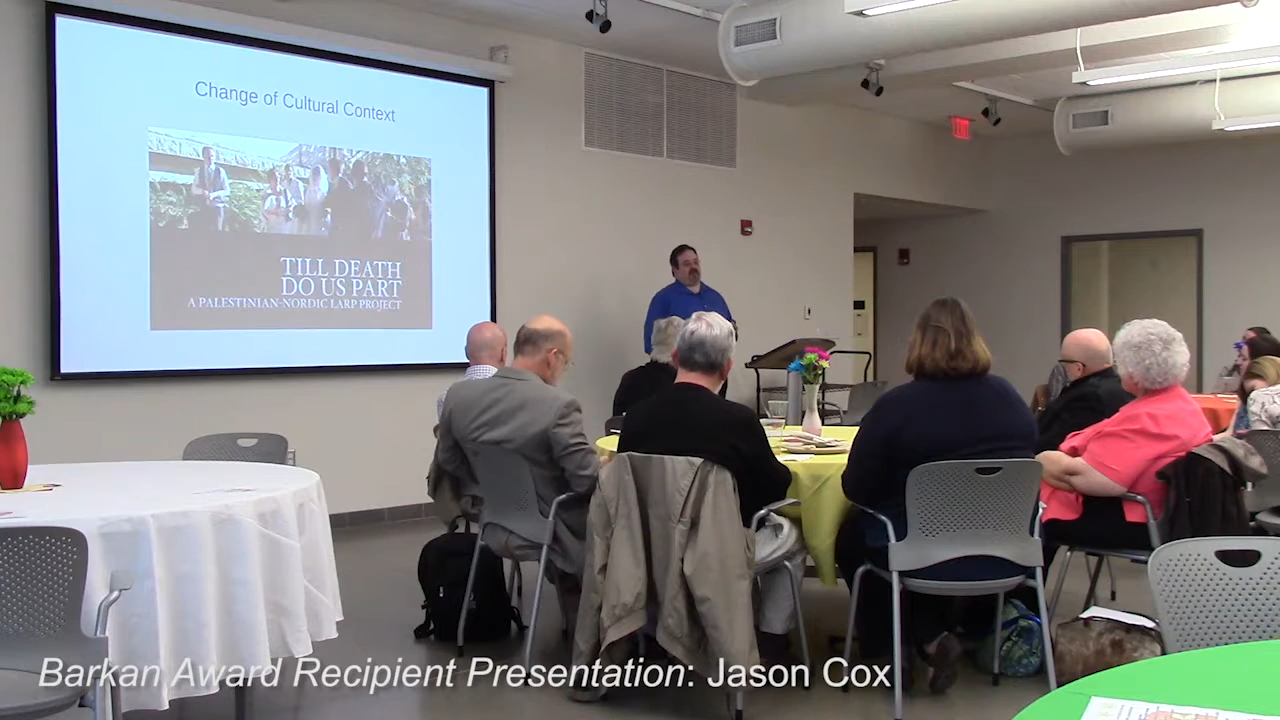 Change of Cultural Context
TILL DEATH
DO US PART
A PALESTINIAN-NORDIC LARP PROJECT
Barkan Award Recipient Presentation: Jason Cox